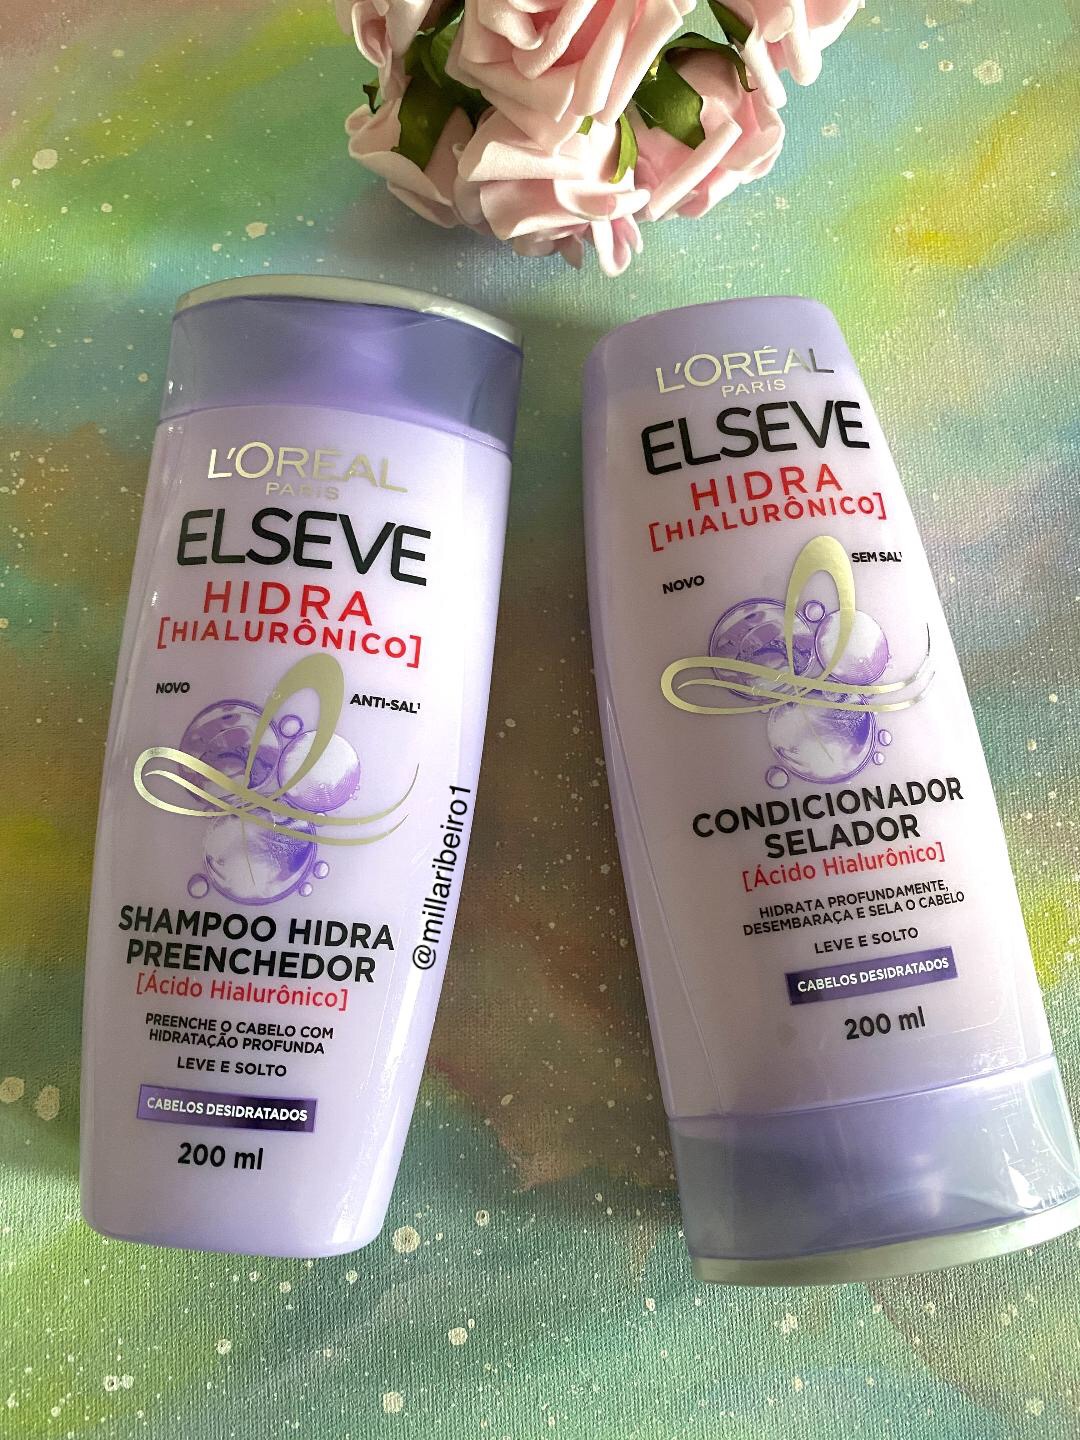 L'ORÉAL
PARIS
ELSEVE
HIDRA
[HIALURÔNICO]
NOVO
ANTI-SAL¹
SHAMPOO HIDRA
PREENCHEDOR
[Ácido Hialurônico]
PREENCHE O CABELO COM
HIDRATAÇÃO PROFUNDA
LEVE E SOLTO
CABELOS DESIDRATADOS
200 ml
@millaribeiro1
L'ORÉAL
PARIS
ELSEVE
HIDRA
[HIALURÔNICO]
NOVO
SEM SAL¹
CONDICIONADOR
SELADOR
[Ácido Hialurônico]
HIDRATA PROFUNDAMENTE,
DESEMBARAÇA E SELA O CABELO
LEVE E SOLTO
CABELOS DESIDRATADOS
200 ml